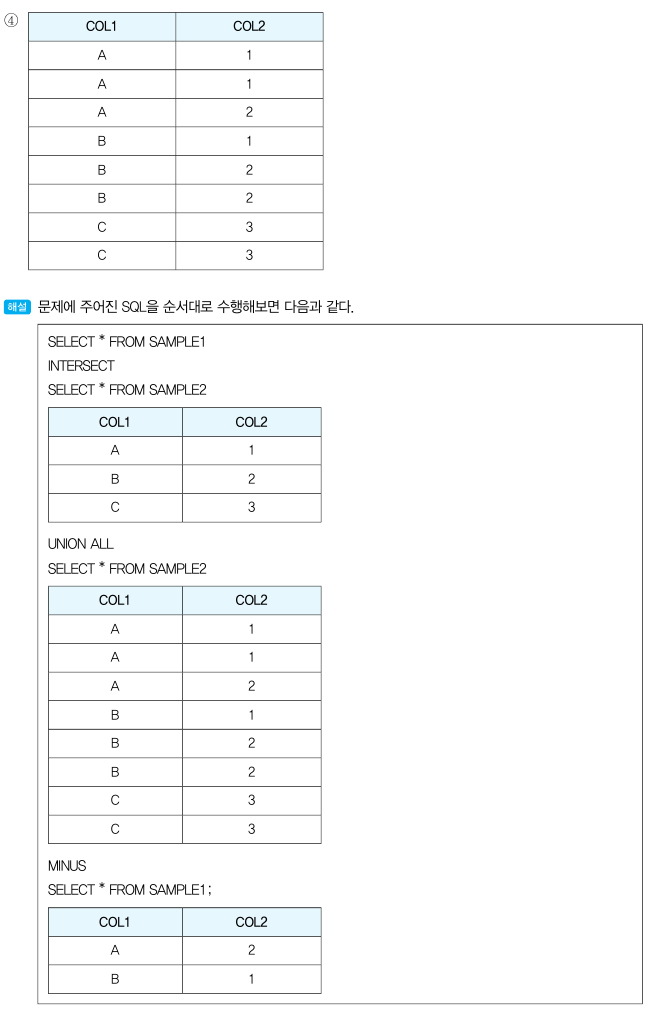 ④
COL1 COL2
A 1
A 1
A 2
B 1
B 2
B 2
C 3
C 3
해설 문제에 주어진 SQL을 순서대로 수행해보면 다음과 같다.
SELECT * FROM SAMPLE1
INTERSECT
SELECT * FROM SAMPLE2
COL1 COL2
A 1
B 2
C 3
UNION ALL
SELECT * FROM SAMPLE2
COL1 COL2
A 1
A 1
A 2
B 1
B 2
B 2
C 3
C 3
MINUS
SELECT * FROM SAMPLE1;
COL1 COL2
A 2
B 1